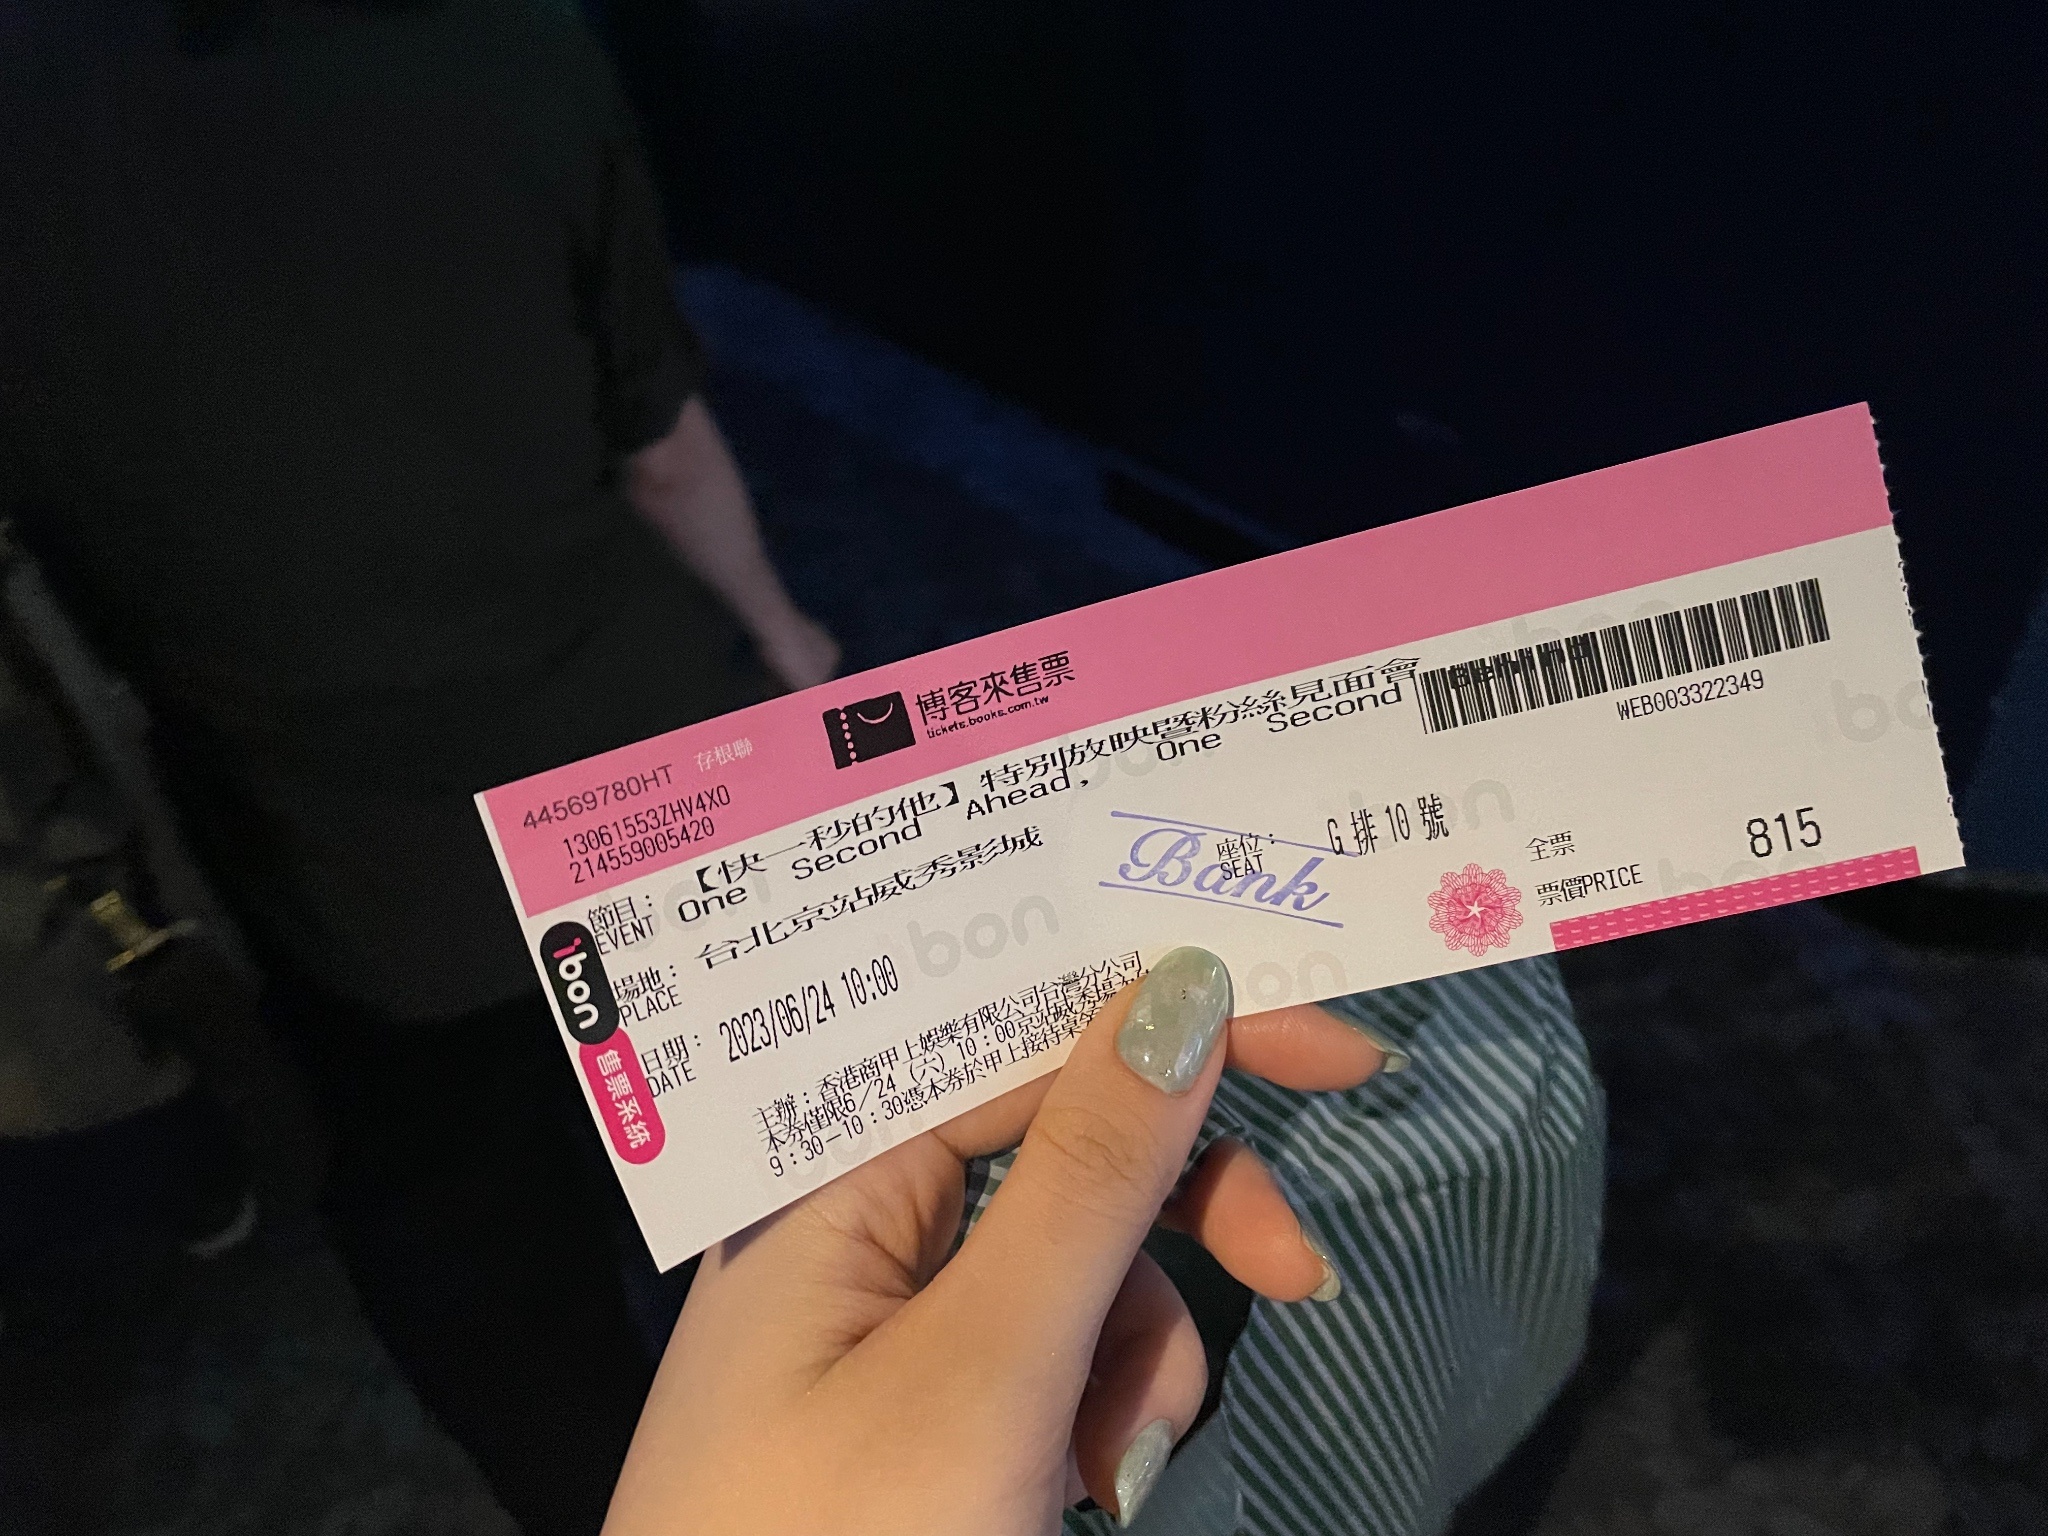 44569780HT 存根聯
13061553ZHV4X0
214559005420
博客來售票
tickets.books.com.tw
節目： 【快一秒的他】特別放映暨粉絲見面會
EVENT One Second Ahead, One Second
WEB003322349
場地： 台北京站威秀影城
PLACE
座位： G 排 10 號
SEAT
Bank
日期： 2023/06/24 10:00
DATE
全票
票價PRICE 815
主辦：香港商甲上娛樂有限公司台灣分公司
本券僅限6／24（六）10：00京站威秀場
9：30－10：30憑本券於甲上接待桌
ibon
售票系統